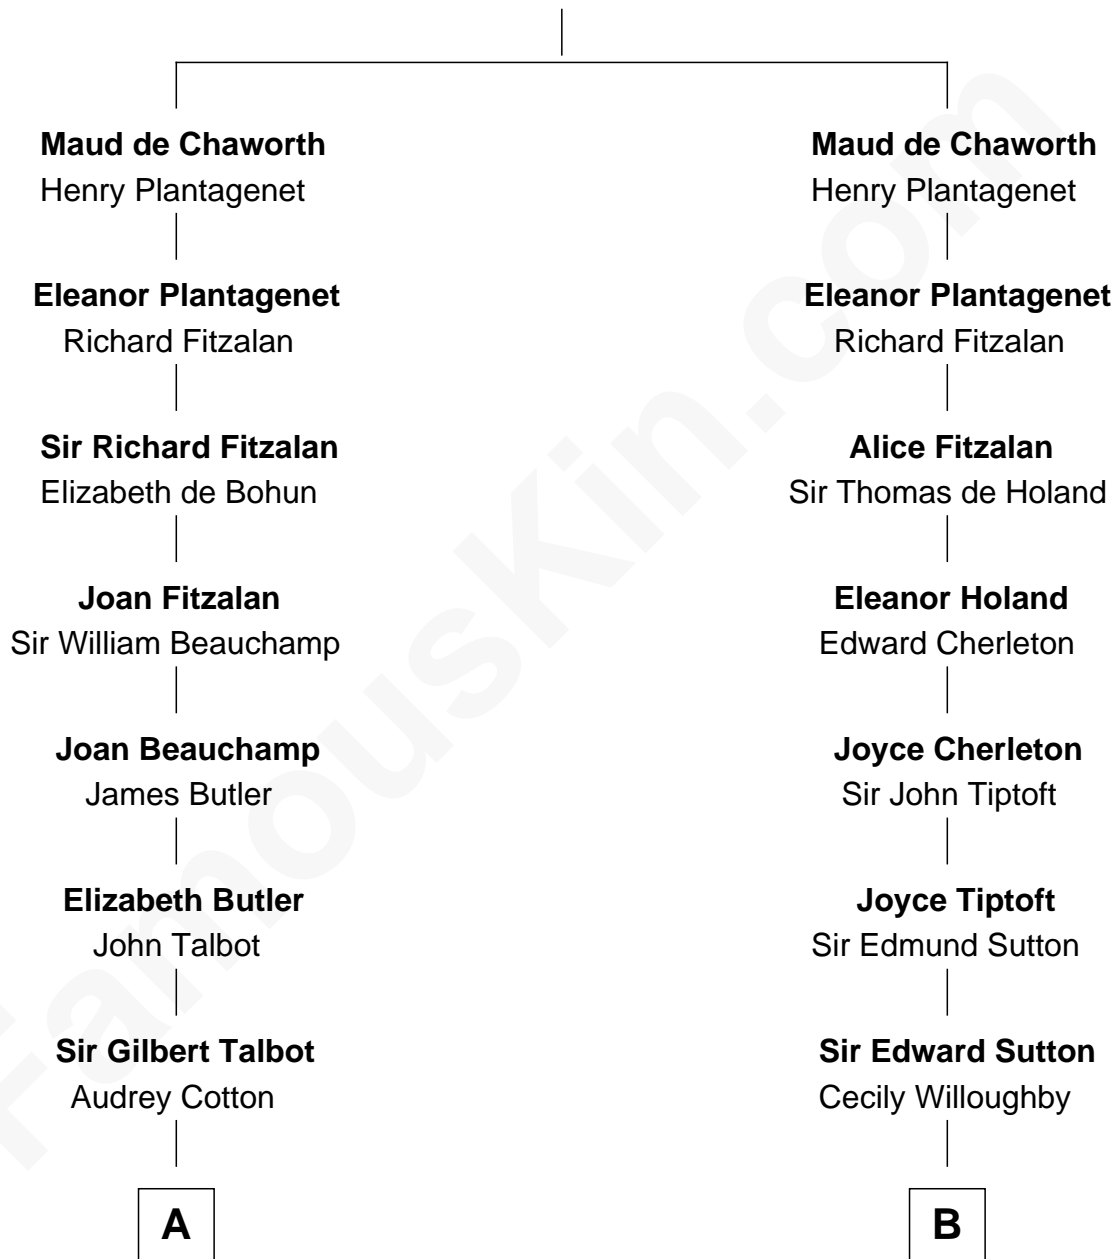 Maud de Chaworth
Henry Plantagenet
Eleanor Plantagenet
Richard Fitzalan
Sir Richard Fitzalan
Elizabeth de Bohun
Joan Fitzalan
Sir William Beauchamp
Joan Beauchamp
James Butler
Elizabeth Butler
John Talbot
Sir Gilbert Talbot
Audrey Cotton
A
Maud de Chaworth
Henry Plantagenet
Eleanor Plantagenet
Richard Fitzalan
Alice Fitzalan
Sir Thomas de Holand
Eleanor Holand
Edward Cherleton
Joyce Cherleton
Sir John Tiptoft
Joyce Tiptoft
Sir Edmund Sutton
Sir Edward Sutton
Cecily Willoughby
B
FamousKin.com